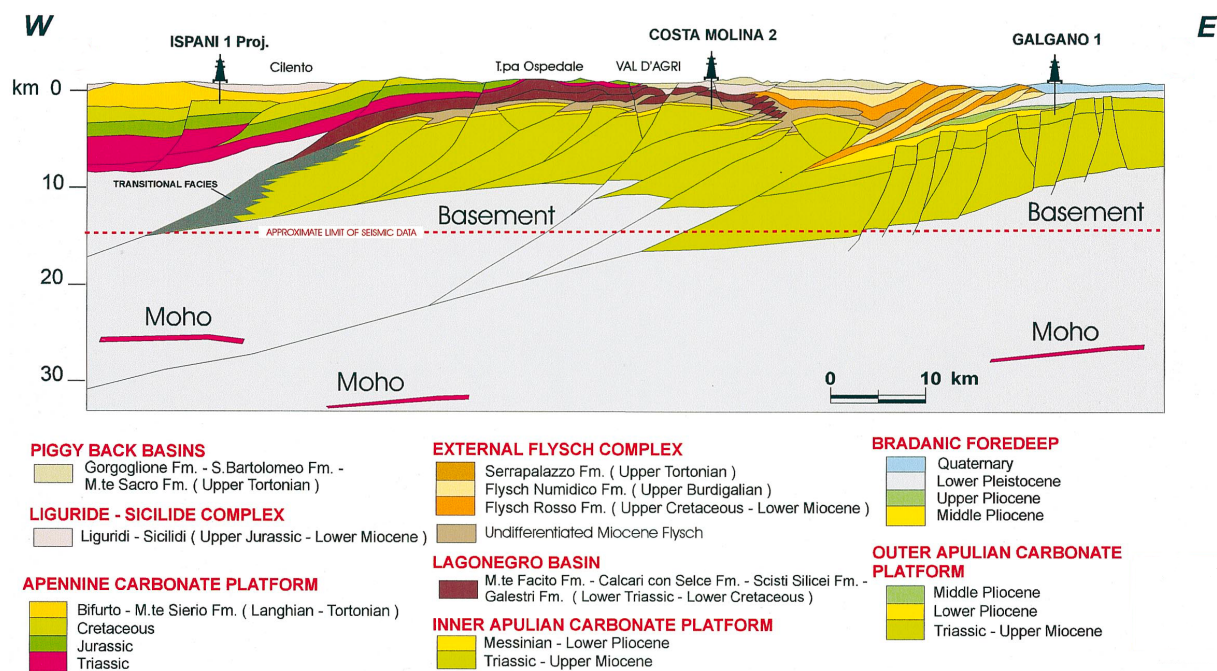 W
E
ISPANI 1 Proj.
COSTA MOLINA 2
GALGANO 1
Cilento
T.pa Ospedale
VAL D'AGRI
km 0
10
20
30
TRANSITIONAL FACIES
Basement
Basement
APPROXIMATE LIMIT OF SEISMIC DATA
Moho
Moho
Moho
0
10 km
PIGGY BACK BASINS
Gorgoglione Fm. - S.Bartolomeo Fm. -
M.te Sacro Fm. ( Upper Tortonian )
LIGURIDE - SICILIDE COMPLEX
Liguridi - Sicilidi ( Upper Jurassic - Lower Miocene )
APENNINE CARBONATE PLATFORM
Bifurto - M.te Sierio Fm. ( Langhian - Tortonian )
Cretaceous
Jurassic
Triassic
EXTERNAL FLYSCH COMPLEX
Serrapalazzo Fm. ( Upper Tortonian )
Flysch Numidico Fm. ( Upper Burdigalian )
Flysch Rosso Fm. ( Upper Cretaceous - Lower Miocene )
Undifferentiated Miocene Flysch
LAGONEGRO BASIN
M.te Facito Fm. - Calcari con Selce Fm. - Scisti Silicei Fm. -
Galestri Fm. ( Lower Triassic - Lower Cretaceous )
INNER APULIAN CARBONATE PLATFORM
Messinian - Lower Pliocene
Triassic - Upper Miocene
BRADANIC FOREDEEP
Quaternary
Lower Pleistocene
Upper Pliocene
Middle Pliocene
OUTER APULIAN CARBONATE
PLATFORM
Middle Pliocene
Lower Pliocene
Triassic - Upper Miocene